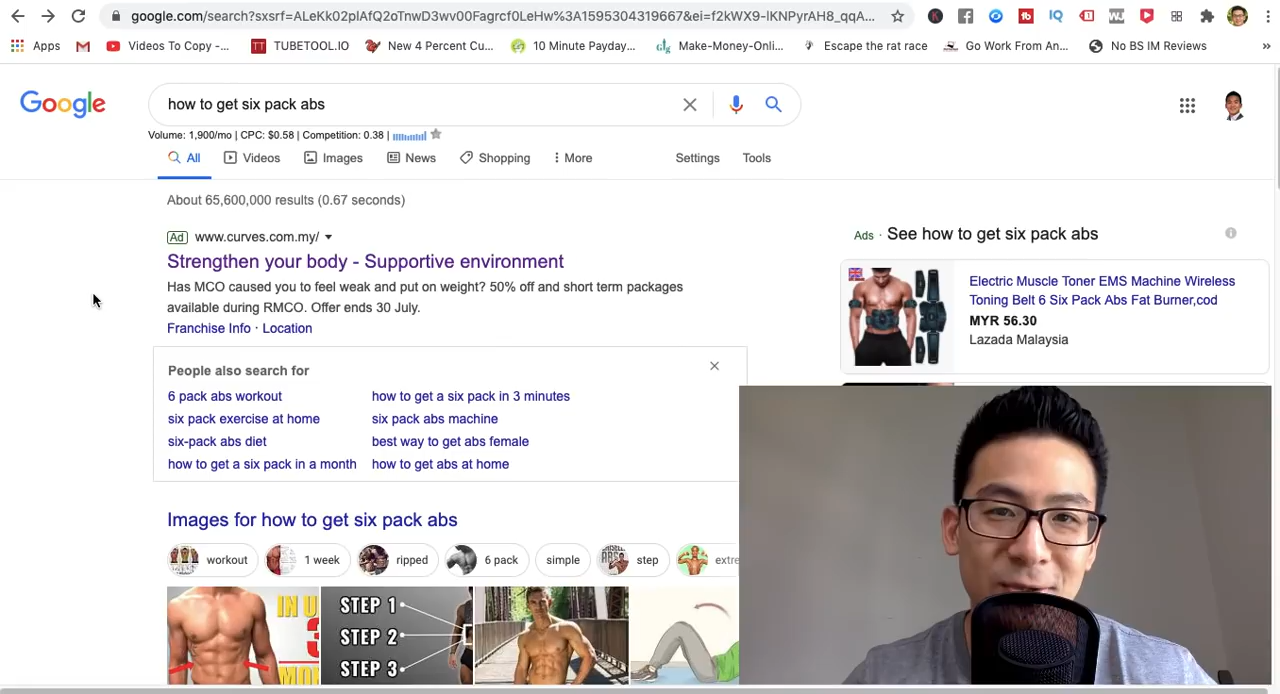 google.com/search?sxsrf=ALeKk02plAfQ2oTnwD3wv00Fagrcf0LeHw%3A1595304319667&ei=f2kWX9-lKNPyrAH8_qqA...
Apps
Videos To Copy -...
TUBETOOL.IO
New 4 Percent Cu...
10 Minute Payday...
Make-Money-Onli...
Escape the rat race
Go Work From An...
No BS IM Reviews
»
Google
how to get six pack abs
Volume: 1,900/mo | CPC: $0.58 | Competition: 0.38 |
All
Videos
Images
News
Shopping
More
Settings
Tools
About 65,600,000 results (0.67 seconds)
Ad www.curves.com.my/
Strengthen your body - Supportive environment
Has MCO caused you to feel weak and put on weight? 50% off and short term packages
available during RMCO. Offer ends 30 July.
Franchise Info · Location
People also search for
6 pack abs workout
how to get a six pack in 3 minutes
six pack exercise at home
six pack abs machine
six-pack abs diet
best way to get abs female
how to get a six pack in a month
how to get abs at home
Images for how to get six pack abs
workout
1 week
ripped
6 pack
simple
step
extre
IN U
3
STEP 1
STEP 2
STEP 3
Ads · See how to get six pack abs
Electric Muscle Toner EMS Machine Wireless
Toning Belt 6 Six Pack Abs Fat Burner,cod
MYR 56.30
Lazada Malaysia